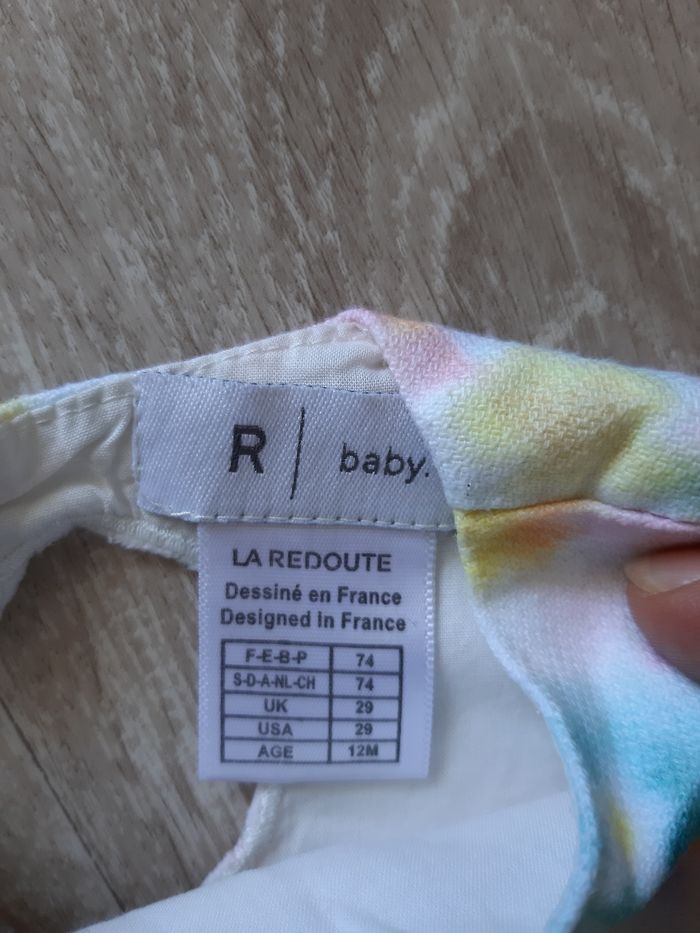 R | baby.
LA REDOUTE
Dessiné en France
Designed in France
F-E-B-P 74
S-D-A-NL-CH 74
UK 29
USA 29
AGE 12M